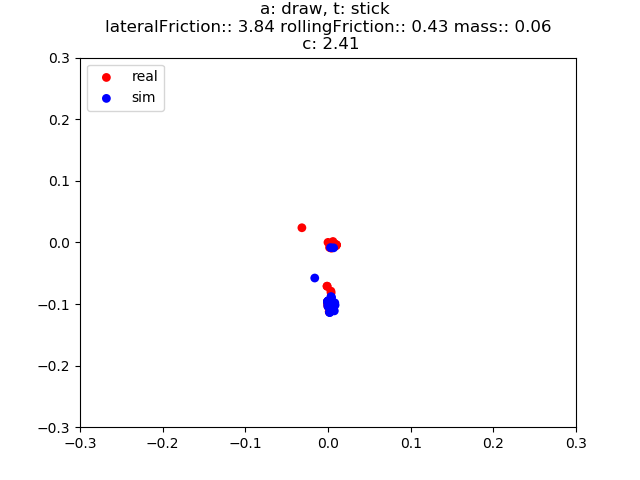 a: draw, t: stick
lateralFriction:: 3.84 rollingFriction:: 0.43 mass:: 0.06
c: 2.41
real
sim
0.3
0.2
0.1
0.0
−0.1
−0.2
−0.3
−0.3 −0.2 −0.1 0.0 0.1 0.2 0.3